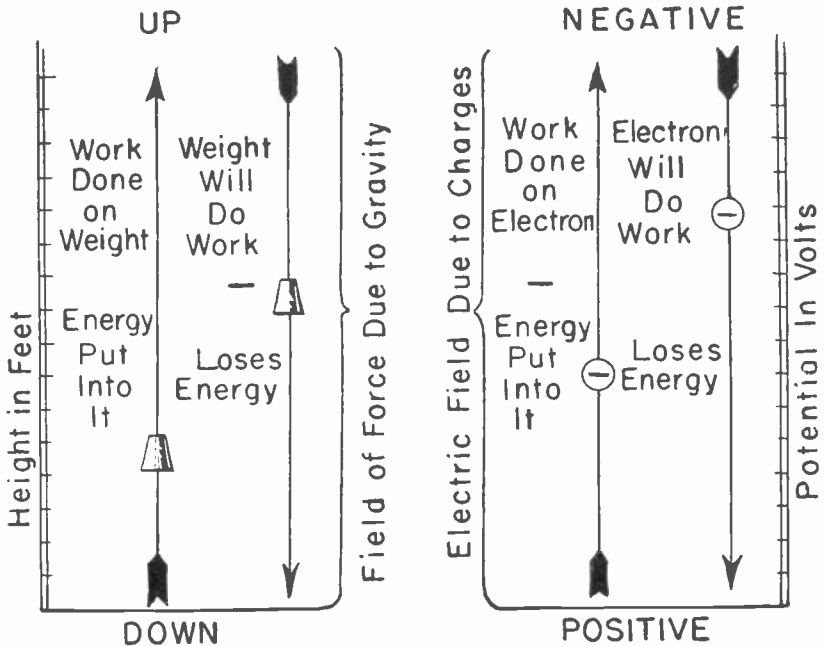 UP
Work
Done
on
Weight
—
Energy
Put
Into
It
Weight
Will
Do
Work
Loses
Energy
Height in Feet
Field of Force Due to Gravity
DOWN
NEGATIVE
Electric Field Due to Charges
Work
Done
on
Electron
—
Energy
Put
Into
It
Electron
Will
Do
Work
−
Loses
Energy
−
Potential In Volts
POSITIVE